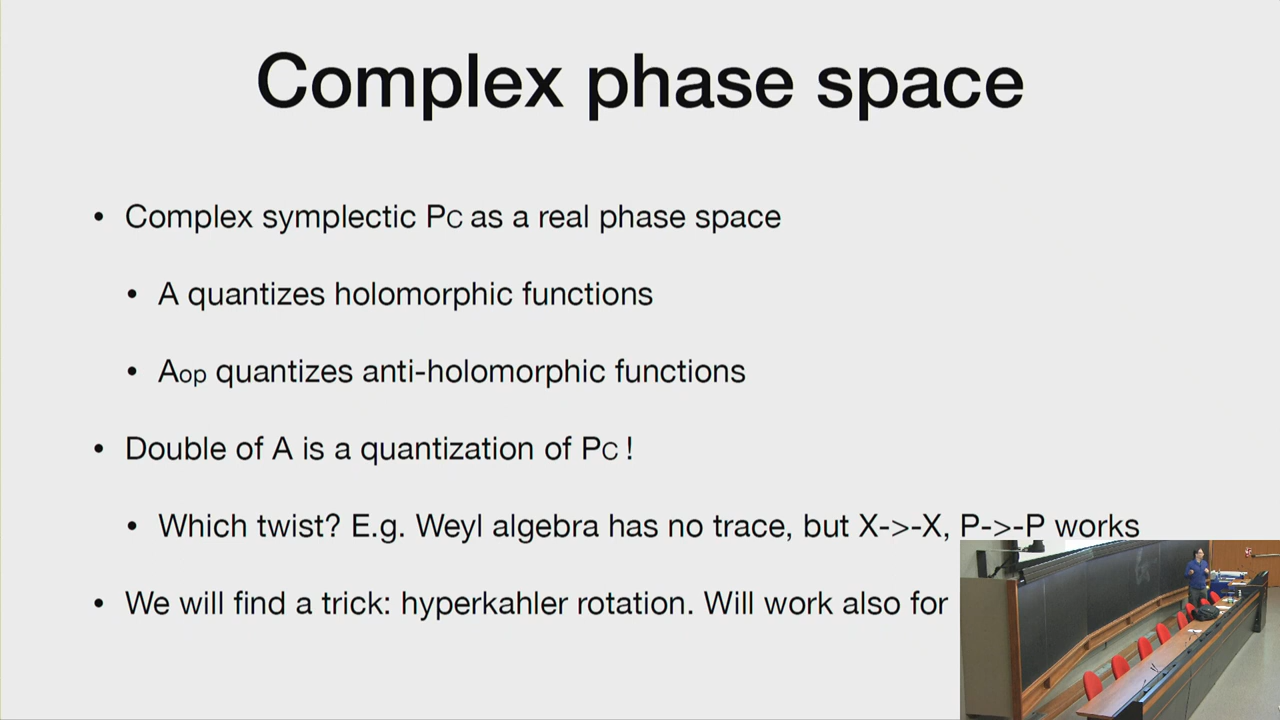 Complex phase space
• Complex symplectic PC as a real phase space
• A quantizes holomorphic functions
• Aop quantizes anti-holomorphic functions
• Double of A is a quantization of PC !
• Which twist? E.g. Weyl algebra has no trace, but X->-X, P->-P works
• We will find a trick: hyperkahler rotation. Will work also for